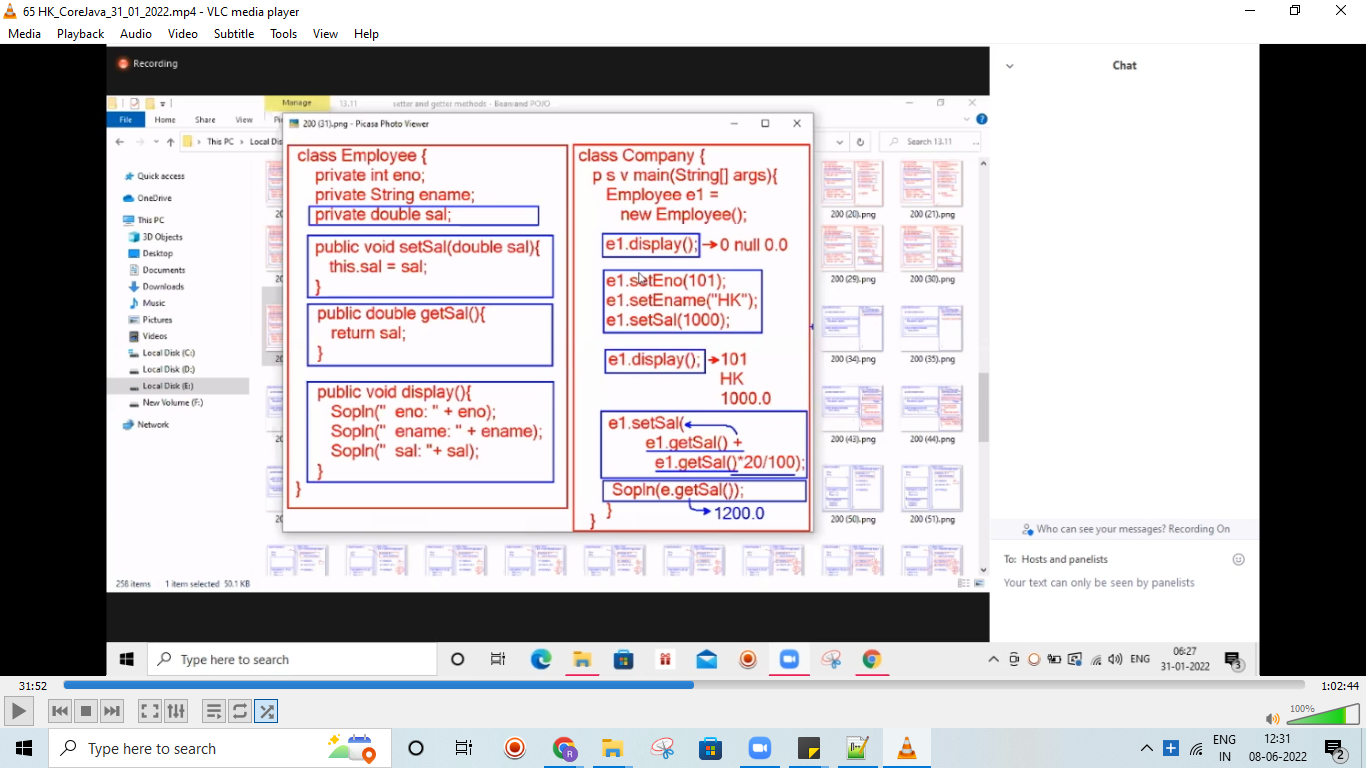 65 HK_CoreJava_31_01_2022.mp4 - VLC media player
Media Playback Audio Video Subtitle Tools View Help
Recording
Manage 13.11 setter and getter methods - Bean and POJO
File Home Share View
This PC Local Dis
Search 13.11
200 (31).png - Picasa Photo Viewer
Quick access
OneDrive
This PC
3D Objects
Desktop
Documents
Downloads
Music
Pictures
Videos
Local Disk (C:)
Local Disk (D:)
Local Disk (E:)
New Volume (F:)
Network
class Employee {
private int eno;
private String ename;
private double sal;
public void setSal(double sal){
this.sal = sal;
}
public double getSal(){
return sal;
}
public void display(){
Sopln(" eno: " + eno);
Sopln(" ename: " + ename);
Sopln(" sal: "+ sal);
}
}
class Company {
p s v main(String[] args){
Employee e1 =
new Employee();
e1.display(); 0 null 0.0
e1.setEno(101);
e1.setEname("HK");
e1.setSal(1000);
e1.display(); 101
HK
1000.0
e1.setSal(
e1.getSal() +
e1.getSal()*20/100);
Sopln(e.getSal());
} 1200.0
}
200 (20).png 200 (21).png
200 (29).png 200 (30).png
200 (34).png 200 (35).png
200 (43).png 200 (44).png
200 (50).png 200 (51).png
258 items 1 item selected 50.1 KB
Chat
Who can see your messages? Recording On
To: Hosts and panelists
Your text can only be seen by panelists
Type here to search
ENG
06:27
31-01-2022
3
31:52
1:02:44
100%
Type here to search
ENG
IN
12:31
08-06-2022
2